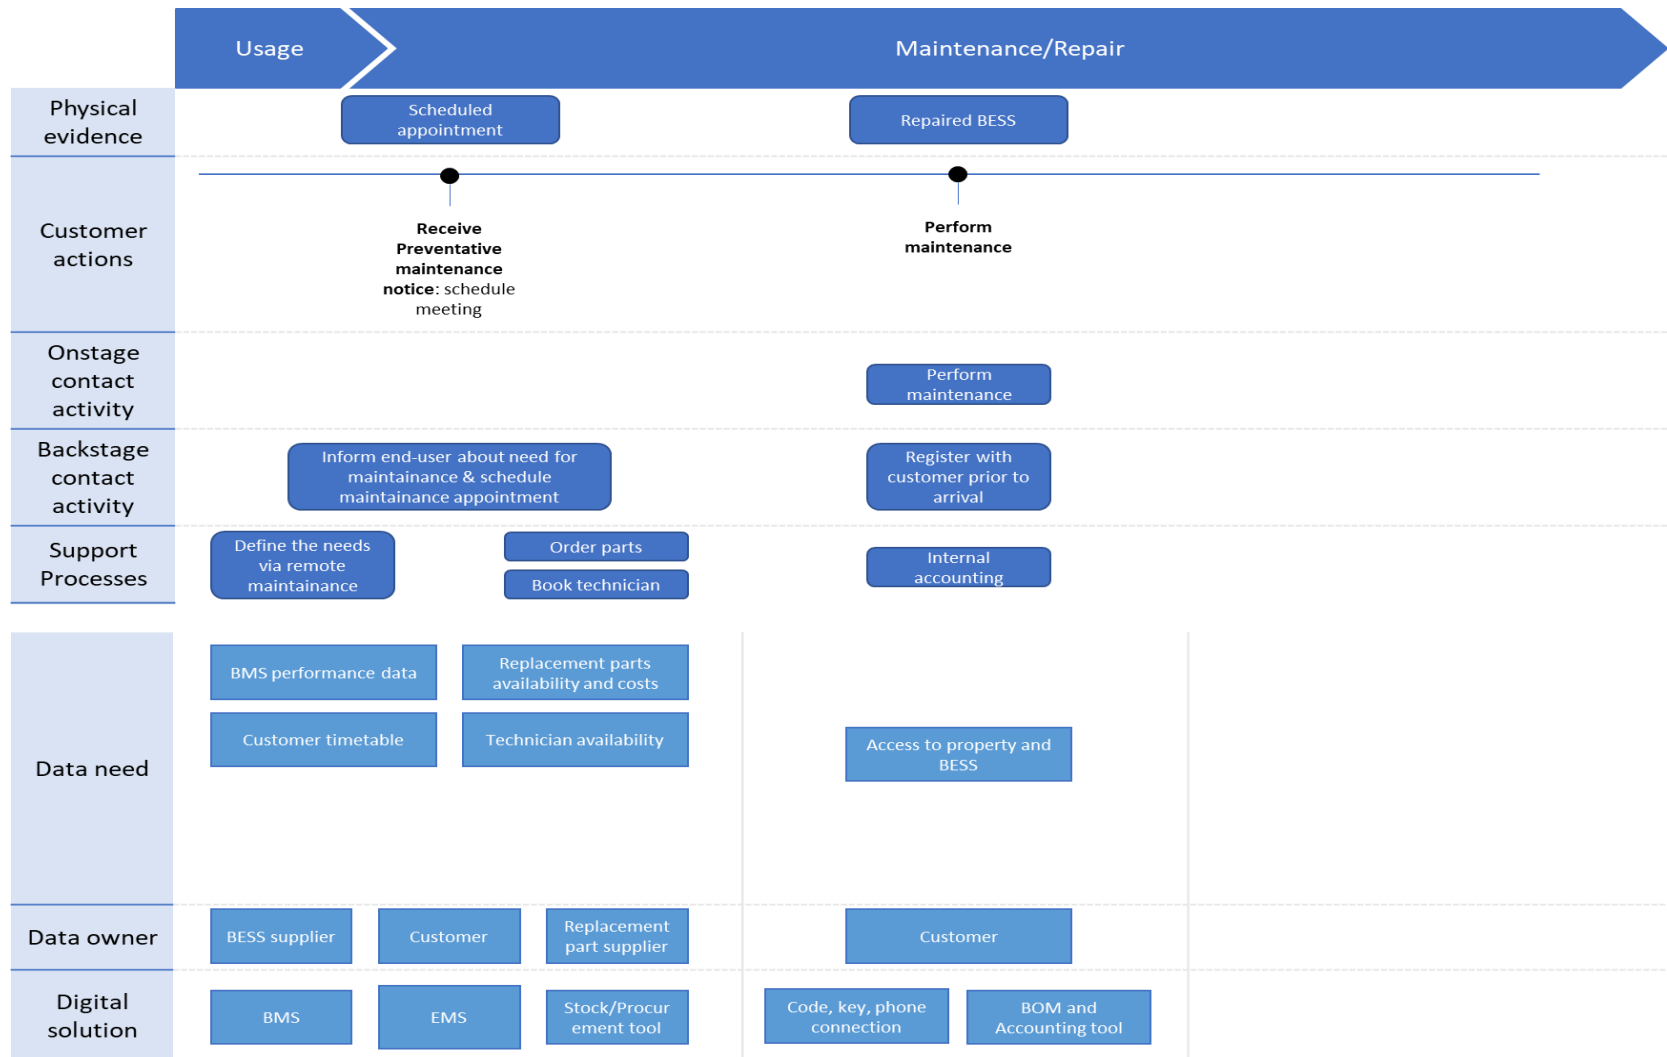 Usage
Maintenance/Repair
Physical
evidence
Scheduled
appointment
Repaired BESS
Customer
actions
Receive
Preventative
maintenance
notice: schedule
meeting
Perform
maintenance
Onstage
contact
activity
Perform
maintenance
Backstage
contact
activity
Inform end-user about need for
maintainance & schedule
maintainance appointment
Register with
customer prior to
arrival
Support
Processes
Define the needs
via remote
maintainance
Order parts
Book technician
Internal
accounting
Data need
BMS performance data
Replacement parts
availability and costs
Customer timetable
Technician availability
Access to property and
BESS
Data owner
BESS supplier
Customer
Replacement
part supplier
Customer
Digital
solution
BMS
EMS
Stock/Procur
ement tool
Code, key, phone
connection
BOM and
Accounting tool